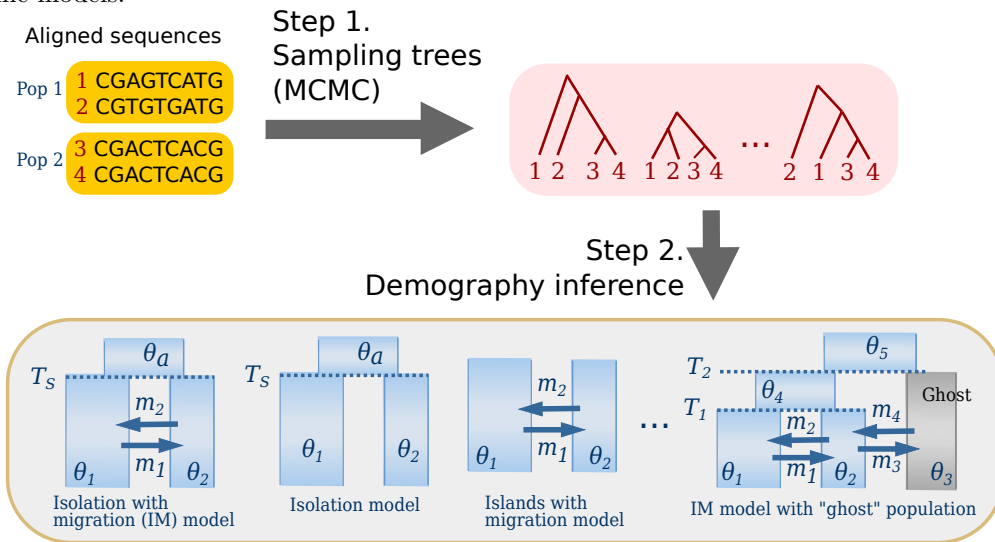 Aligned sequences
Pop 1
1 CGAGTCATG
2 CGTGTGATG
Pop 2
3 CGACTCACG
4 CGACTCACG
Step 1.
Sampling trees
(MCMC)
1 2 3 4
1 2 3 4
...
2 1 3 4
Step 2.
Demography inference
θa
TS
m2
m1
θ1
θ2
Isolation with
migration (IM) model
θa
TS
θ1
θ2
Isolation model
m2
m1
θ1
θ2
Islands with
migration model
...
θ5
T2
θ4
Ghost
T1
m2
m1
m4
m3
θ1
θ2
θ3
IM model with "ghost" population